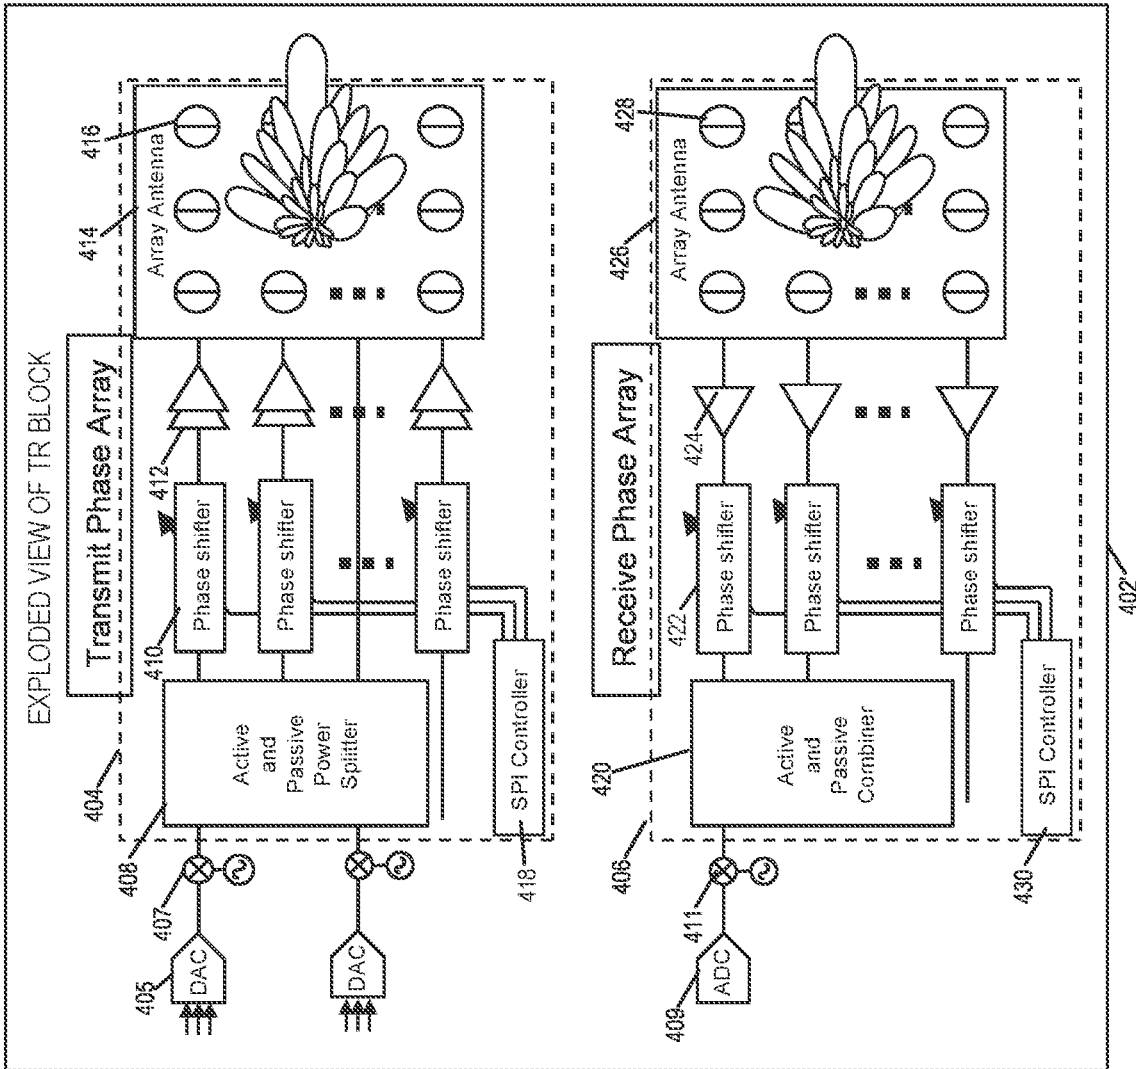 EXPLODED VIEW OF TR BLOCK
Transmit Phase Array
404
408
407
405
DAC
DAC
Active
and
Passive
Power
Splitter
410
Phase shifter
Phase shifter
Phase shifter
412
414
416
Array Antenna
SPI Controller
418
Receive Phase Array
406
420
411
409
ADC
Active
and
Passive
Combiner
422
Phase shifter
Phase shifter
Phase shifter
424
426
428
Array Antenna
SPI Controller
430
402